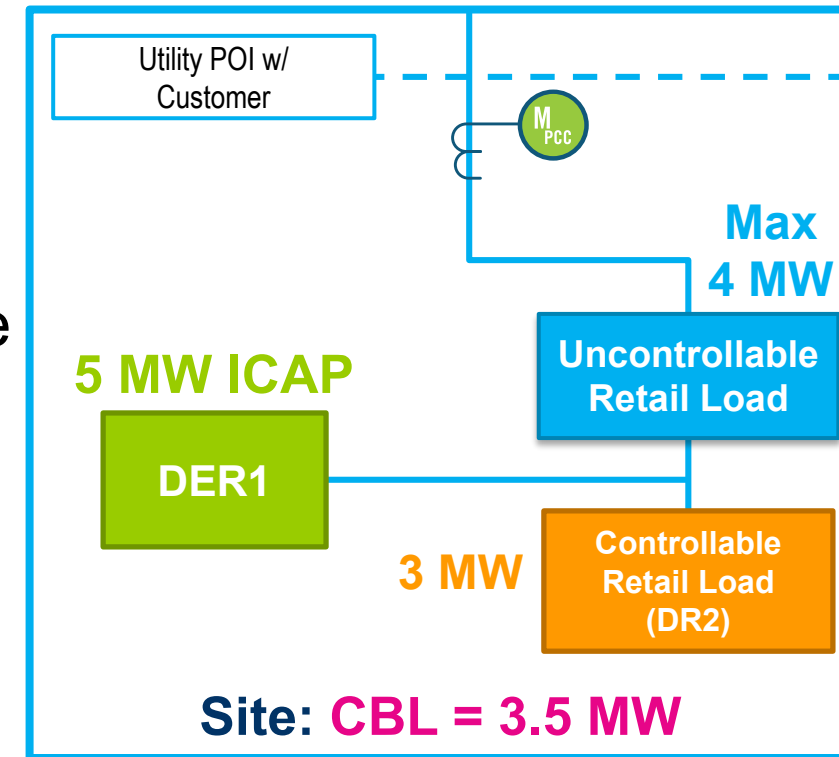 Utility POI w/
Customer
M
PCC
Max
4 MW
e
5 MW ICAP
Uncontrollable
Retail Load
DER1
3 MW
Controllable
Retail Load
(DR2)
Site: CBL = 3.5 MW